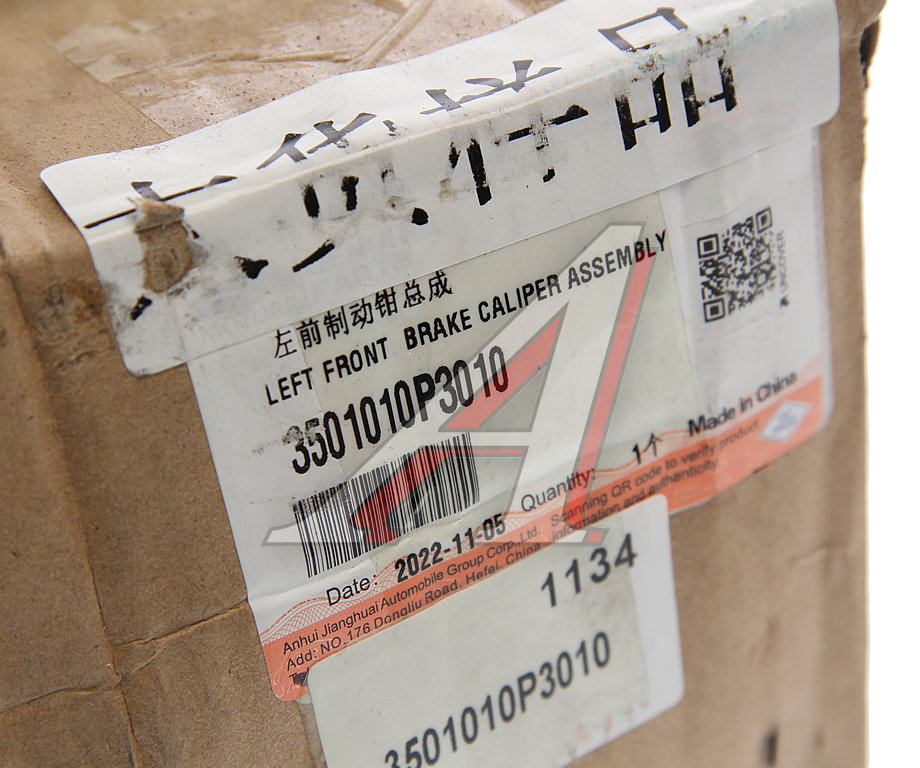 左前制动钳总成
LEFT FRONT BRAKE CALIPER ASSEMBLY
3501010P3010
UNCOVER
Date: 2022-11-05 Quantity: 1个 Made in China
Anhui Jianghuai Automobile Group Corp.,Ltd. Scanning QR code to verify product
Add: NO.176 Dongliu Road, Hefei, China information and authenticity.
1134
3501010P3010